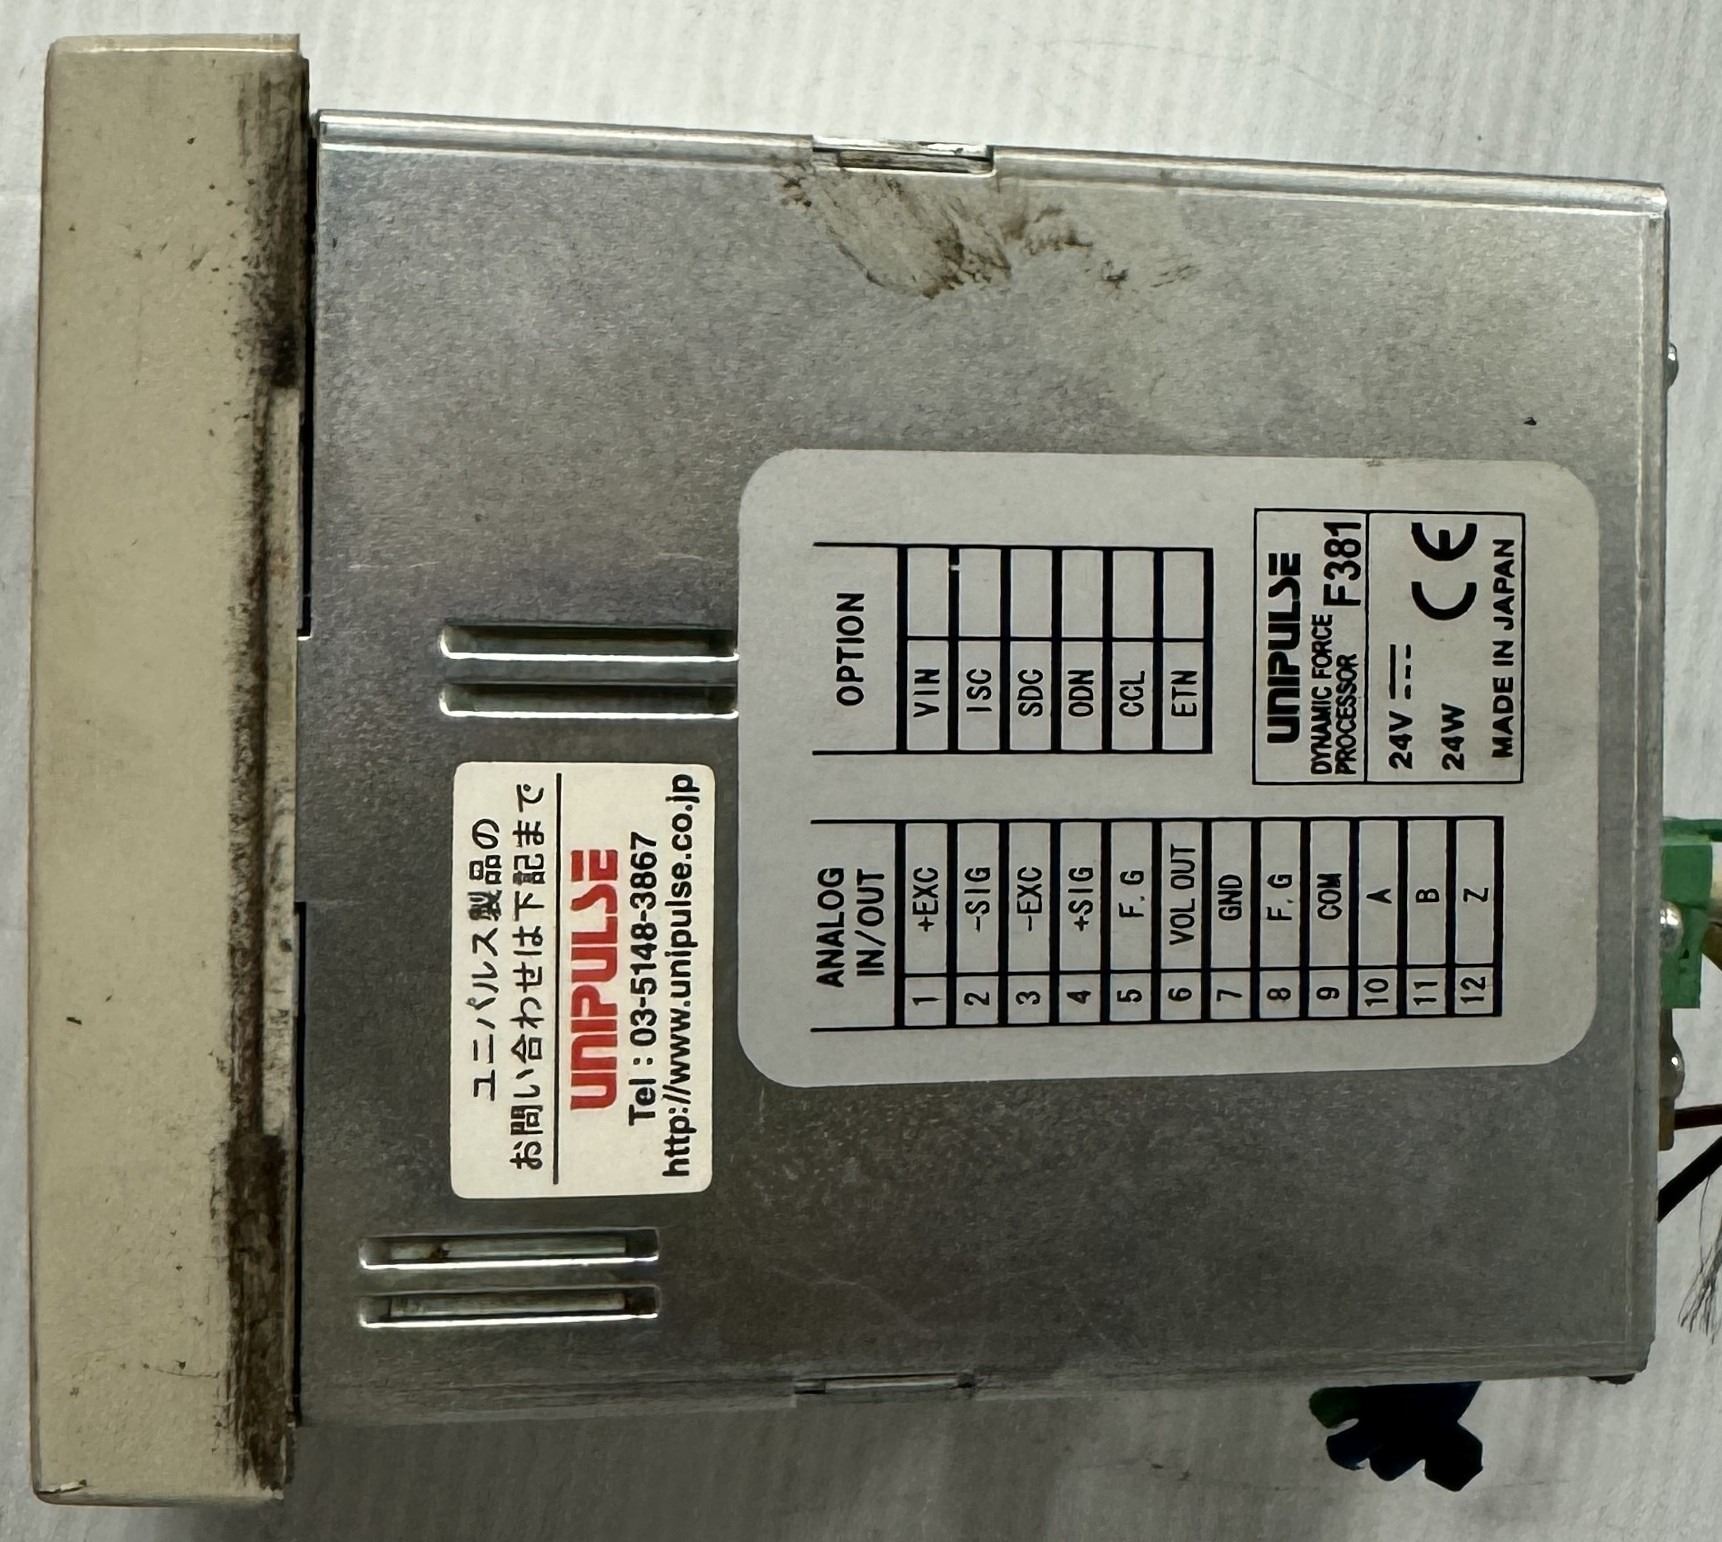 ユニパルス製品の
お問い合わせは下記まで
UNIPULSE
Tel : 03-5148-3867
http://www.unipulse.co.jp
ANALOG
IN/OUT
1 +EXC
2 -SIG
3 -EXC
4 +SIG
5 F.G
6 VOL OUT
7 GND
8 F.G
9 COM
10 A
11 B
12 Z
OPTION
VIN
ISC
SDC
ODN
CCL
ETN
UNIPULSE
DYNAMIC FORCE
PROCESSOR F381
24V
24W CE
MADE IN JAPAN